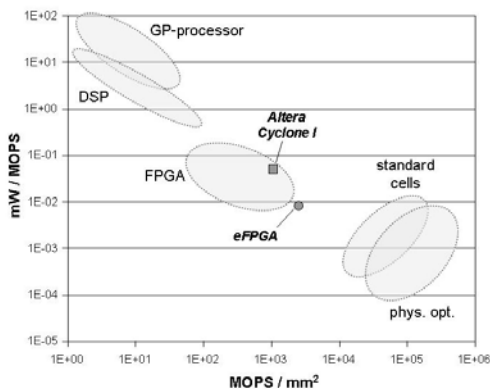 1E+02
GP-processor
1E+01
DSP
1E+00
Altera
Cyclone I
1E-01
FPGA
standard
cells
1E-02
eFPGA
1E-03
1E-04
phys. opt.
1E-05
1E+00 1E+01 1E+02 1E+03 1E+04 1E+05 1E+06
mW / MOPS
MOPS / mm²